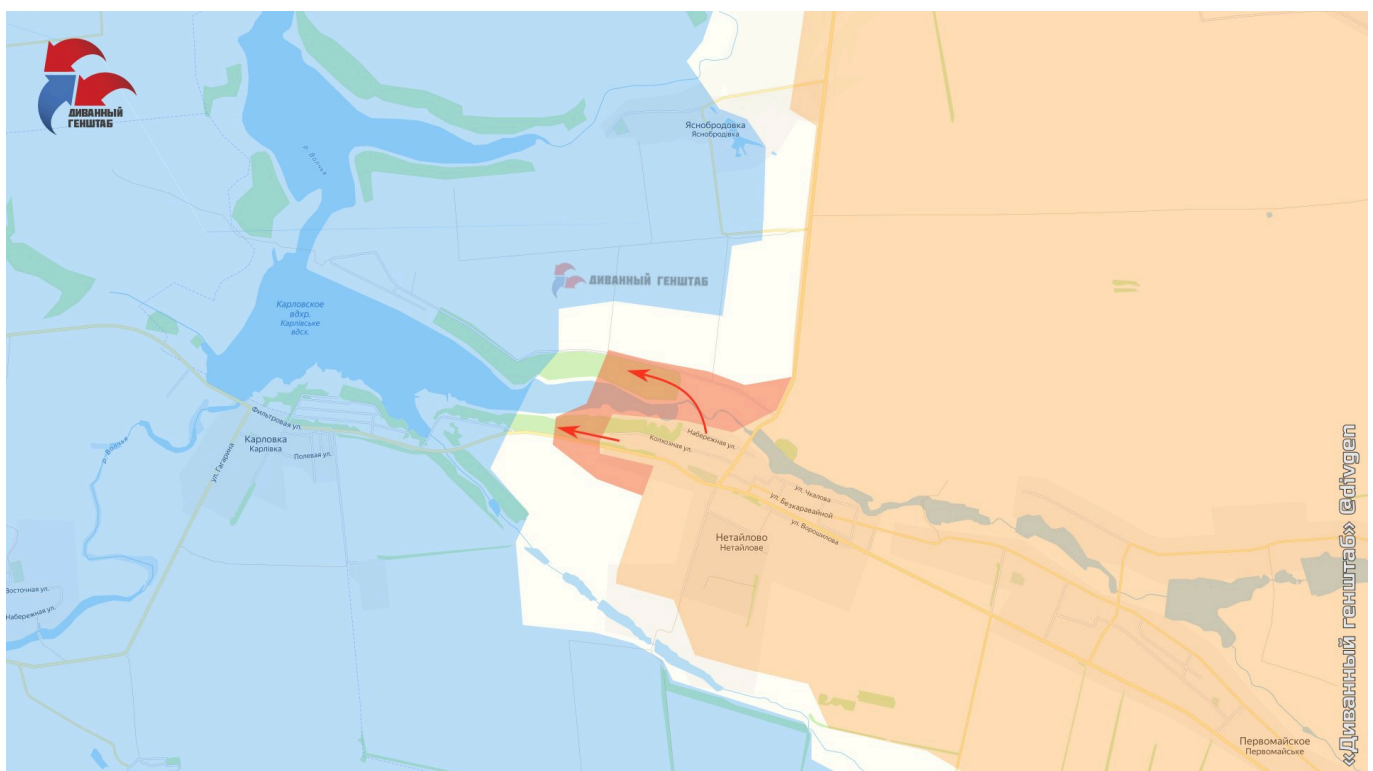 ДИВАННЫЙ
ГЕНШТАБ
р. Волчья
Яснобродовка
Яснобродівка
ДИВАННЫЙ ГЕНШТАБ
Карловское
вдхр.
Карлівське
вдсх.
Фильтровая ул.
Карловка
Карлівка
Полевая ул.
ул. Гагарина
р. Волчья
Набережная ул.
Колхозная ул.
ул. Чкалова
ул. Безкаравайной
ул. Ворошилова
Нетайлово
Нетайлове
Восточная ул.
Набережная ул.
Первомайское
Первомайське
«Диванный генштаб» @divgen